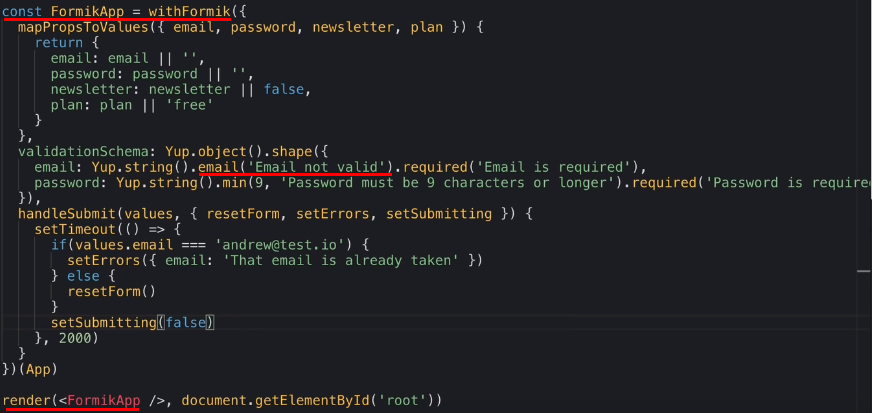 const FormikApp = withFormik({
mapPropsToValues({ email, password, newsletter, plan }) {
return {
email: email || '',
password: password || '',
newsletter: newsletter || false,
plan: plan || 'free'
}
},
validationSchema: Yup.object().shape({
email: Yup.string().email('Email not valid').required('Email is required'),
password: Yup.string().min(9, 'Password must be 9 characters or longer').required('Password is require
}),
handleSubmit(values, { resetForm, setErrors, setSubmitting }) {
setTimeout(() => {
if(values.email === 'andrew@test.io') {
setErrors({ email: 'That email is already taken' })
} else {
resetForm()
}
setSubmitting(false)
}, 2000)
}
})(App)
render(<FormikApp />, document.getElementById('root'))